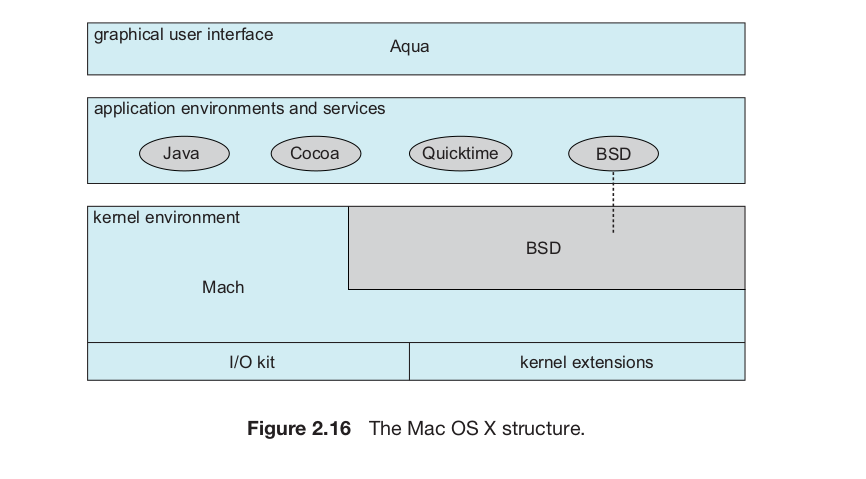 graphical user interface
Aqua
application environments and services
Java Cocoa Quicktime BSD
kernel environment
BSD
Mach
I/O kit kernel extensions
Figure 2.16 The Mac OS X structure.